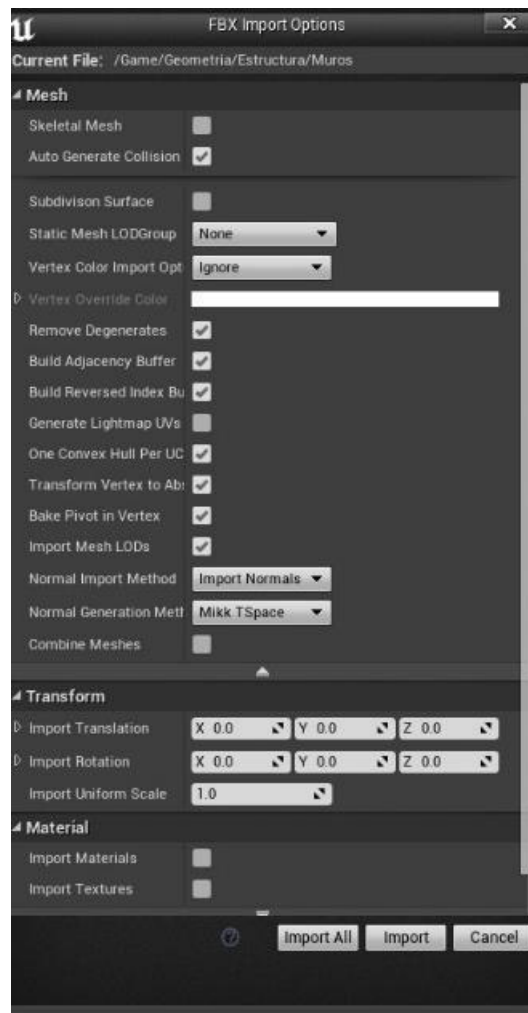 FBX Import Options
Current File: /Game/Geometria/Estructura/Muros
Mesh
Skeletal Mesh
Auto Generate Collision
Subdivison Surface
Static Mesh LODGroup None
Vertex Color Import Opt Ignore
Vertex Override Color
Remove Degenerates
Build Adjacency Buffer
Build Reversed Index Bu
Generate Lightmap UVs
One Convex Hull Per UC
Transform Vertex to Ab
Bake Pivot in Vertex
Import Mesh LODs
Normal Import Method Import Normals
Normal Generation Met Mikk TSpace
Combine Meshes
Transform
Import Translation X 0.0 Y 0.0 Z 0.0
Import Rotation X 0.0 Y 0.0 Z 0.0
Import Uniform Scale 1.0
Material
Import Materials
Import Textures
Import All Import Cancel